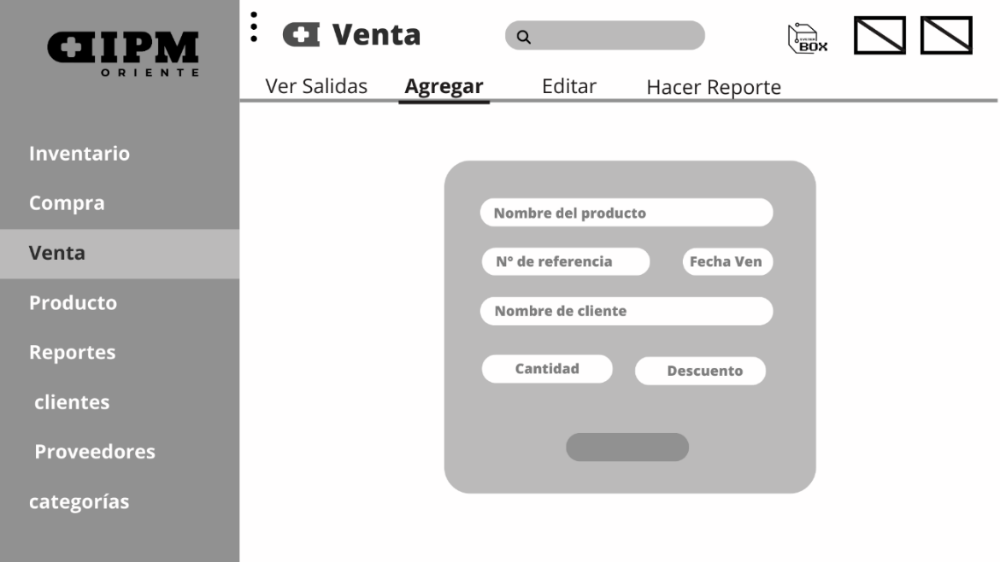 IPM
ORIENTE
Inventario
Compra
Venta
Producto
Reportes
clientes
Proveedores
categorías
Venta
SYSTEM
BOX
Ver Salidas
Agregar
Editar
Hacer Reporte
Nombre del producto
N° de referencia
Fecha Ven
Nombre de cliente
Cantidad
Descuento